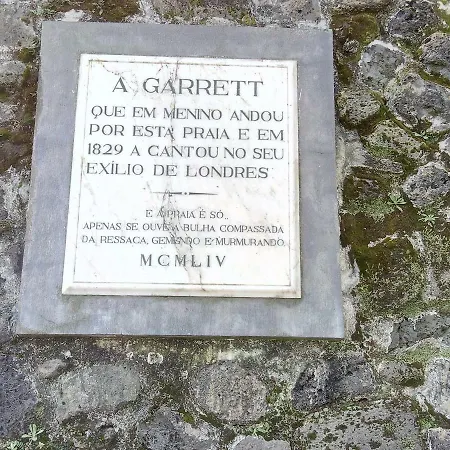 A GARRETT
QUE EM MENINO ANDOU
POR ESTA PRAIA E EM
1829 A CANTOU NO SEU
EXÍLIO DE LONDRES
E A PRAIA É SÓ..
APENAS SE OUVE A BULHA COMPASSADA
DA RESSACA, GEMENDO E MURMURANDO.
MCMLIV